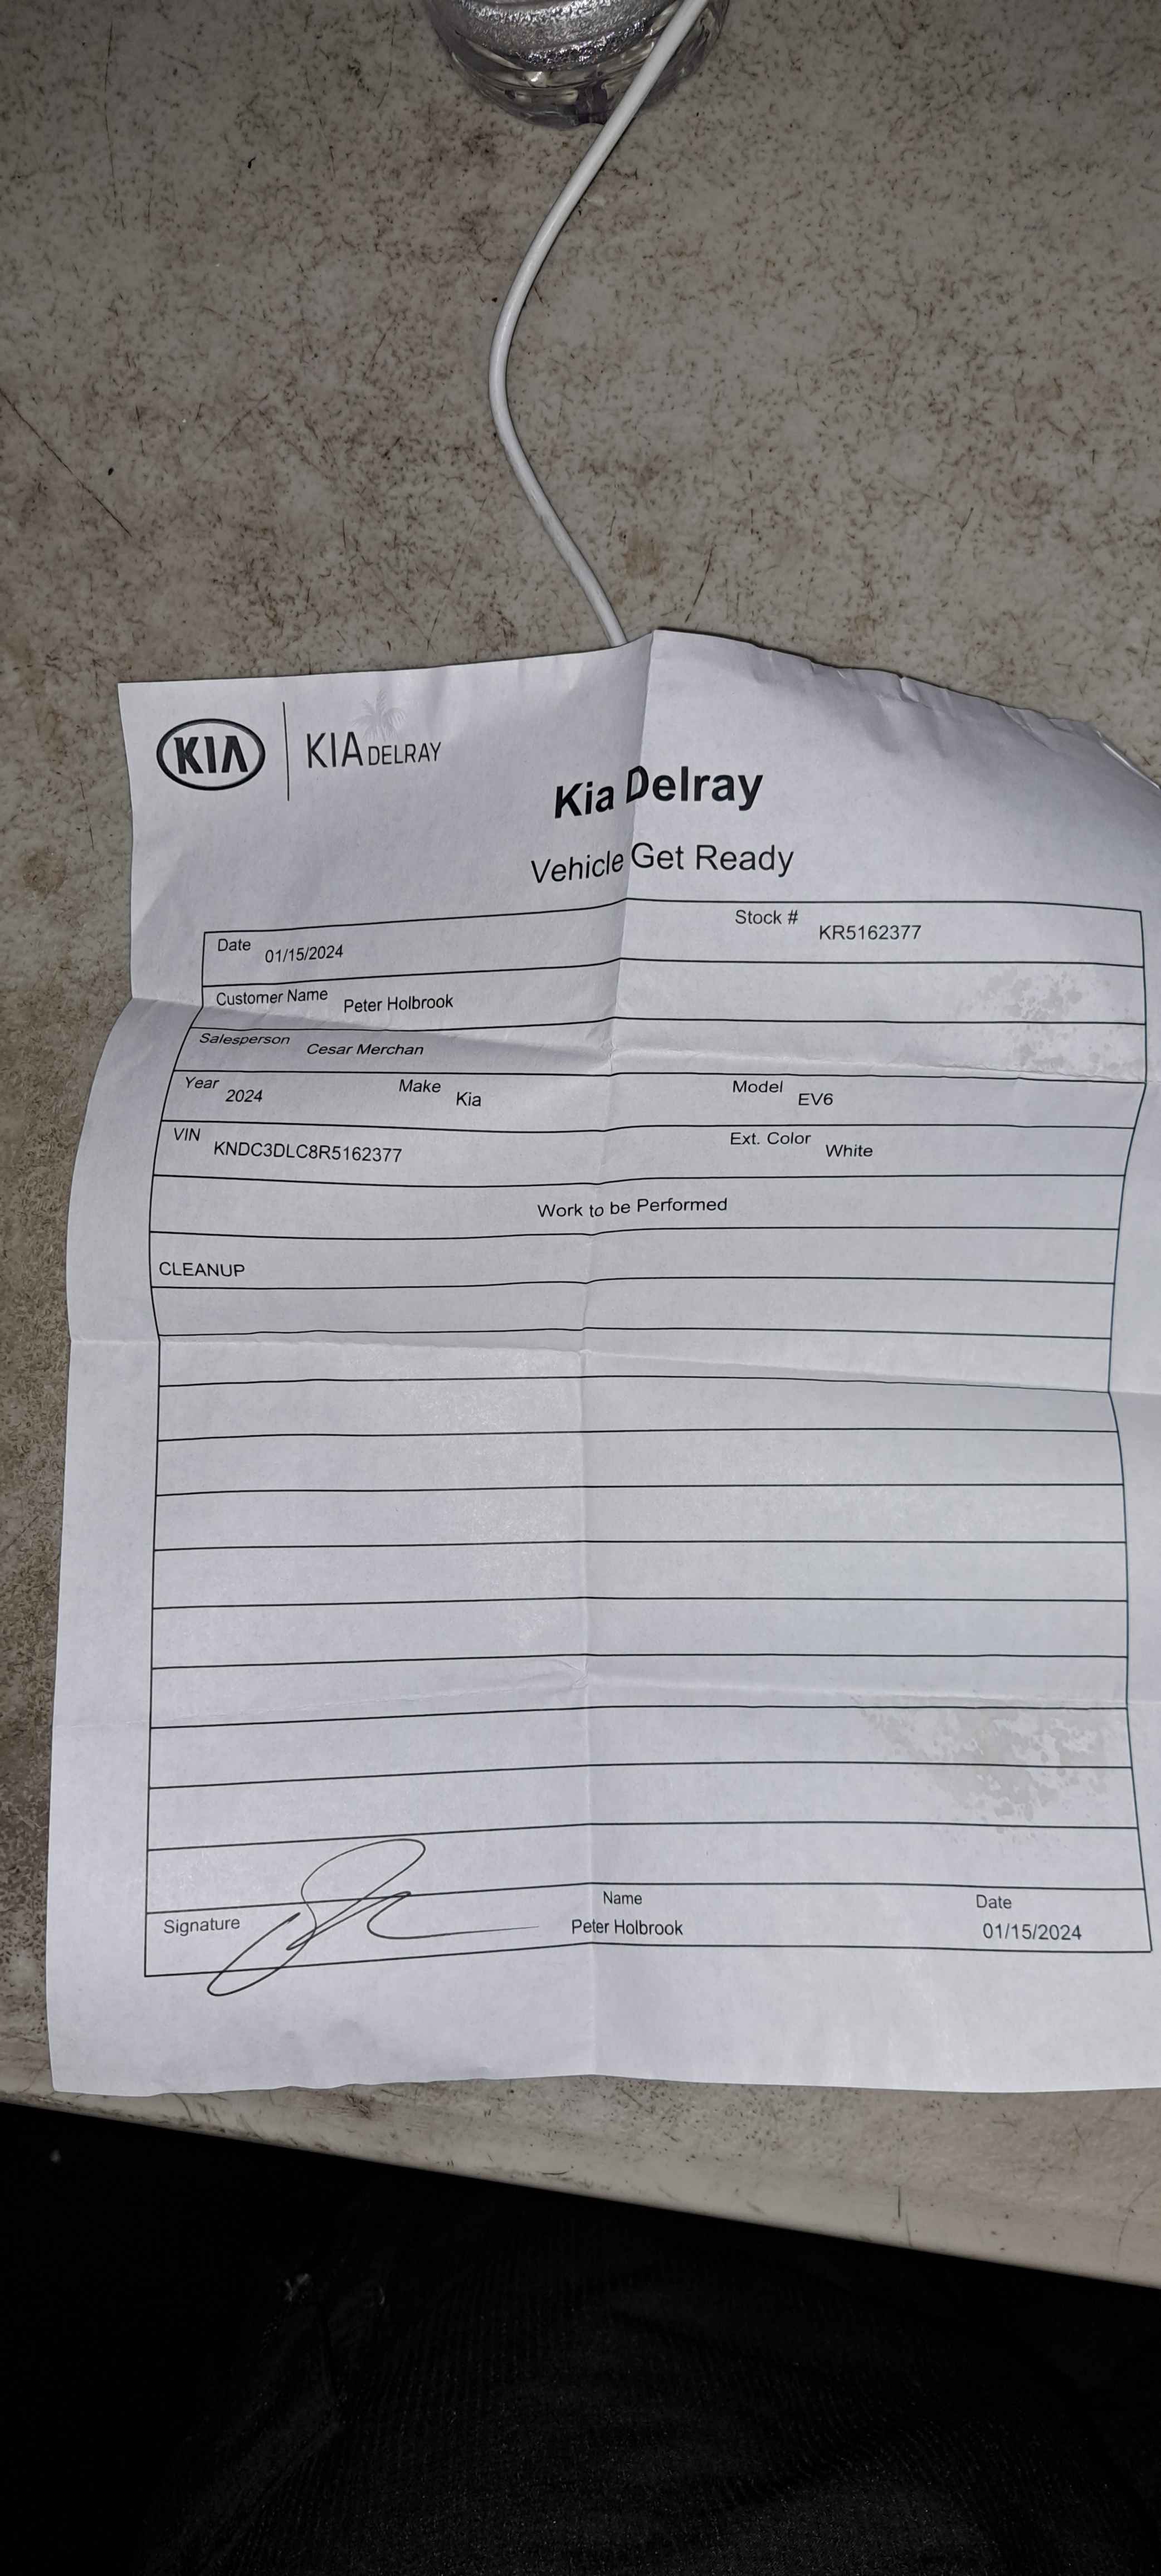 KIA KIA DELRAY
Kia Delray
Vehicle Get Ready
Date 01/15/2024 Stock # KR5162377
Customer Name Peter Holbrook
Salesperson Cesar Merchan
Year 2024 Make Kia Model EV6
VIN KNDC3DLC8R5162377 Ext. Color White
Work to be Performed
CLEANUP
Signature Name Peter Holbrook Date 01/15/2024